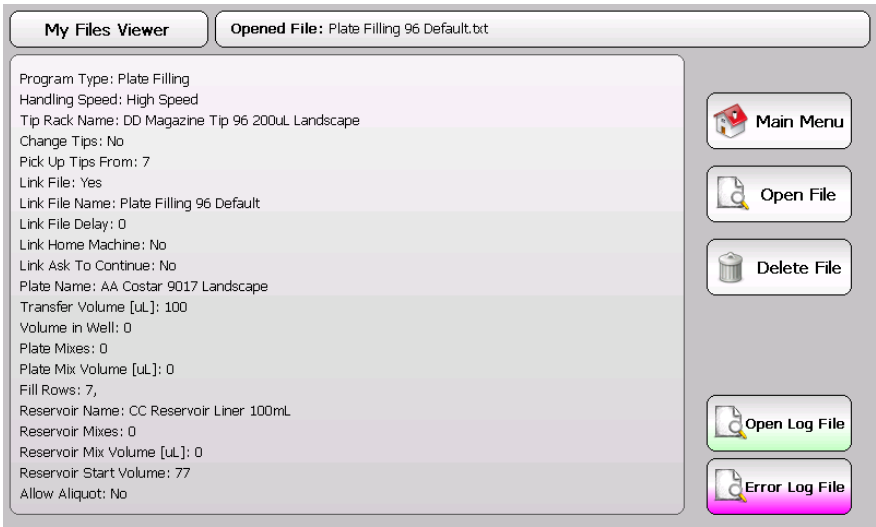 My Files Viewer
Opened File: Plate Filling 96 Default.txt
Program Type: Plate Filling
Handling Speed: High Speed
Tip Rack Name: DD Magazine Tip 96 200uL Landscape
Change Tips: No
Pick Up Tips From: 7
Link File: Yes
Link File Name: Plate Filling 96 Default
Link File Delay: 0
Link Home Machine: No
Link Ask To Continue: No
Plate Name: AA Costar 9017 Landscape
Transfer Volume [uL]: 100
Volume in Well: 0
Plate Mixes: 0
Plate Mix Volume [uL]: 0
Fill Rows: 7,
Reservoir Name: CC Reservoir Liner 100mL
Reservoir Mixes: 0
Reservoir Mix Volume [uL]: 0
Reservoir Start Volume: 77
Allow Aliquot: No
Main Menu
Open File
Delete File
Open Log File
Error Log File